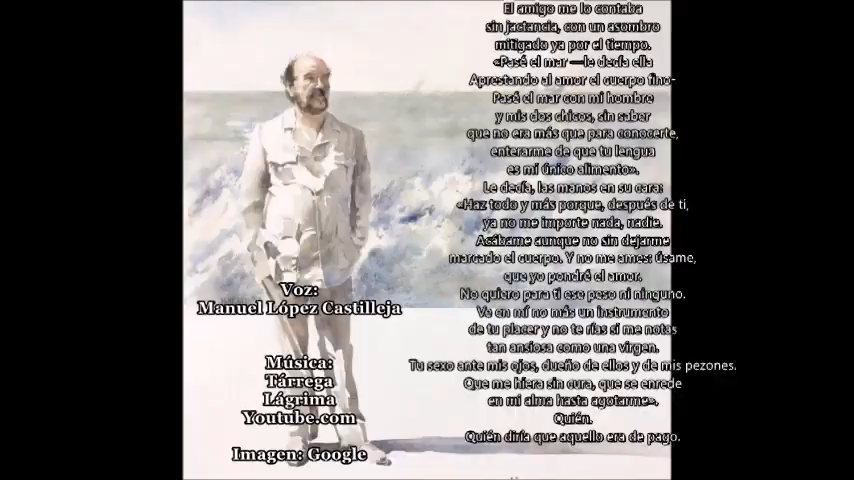 El amigo me lo contaba
sin jactancia, con un asombro
mitigado ya por el tiempo.
«Pasé el mar —le decía ella
Aprestando al amor el cuerpo fino-
Pasé el mar con mi hombre
y mis dos chicos, sin saber
que no era más que para conocerte,
enterarme de que tu lengua
es mi único alimento».
Le decía, las manos en su cara:
«Haz todo y más porque, después de ti,
ya no me importe nada, nadie.
Acábame aunque no sin dejarme
marcado el cuerpo. Y no me ames: úsame,
que yo pondré el amor.
No quiero para ti ese peso ni ninguno.
Ve en mí no más un instrumento
de tu placer y no te rías si me notas
tan ansiosa como una virgen.
Tu sexo ante mis ojos, dueño de ellos y de mis pezones.
Que me hiera sin cura, que se enrede
en mi alma hasta agotarme».
Quién.
Quién diría que aquello era de pago.
Voz:
Manuel López Castilleja
Música:
Tárrega
Lágrima
Youtube.com
Imagen: Google